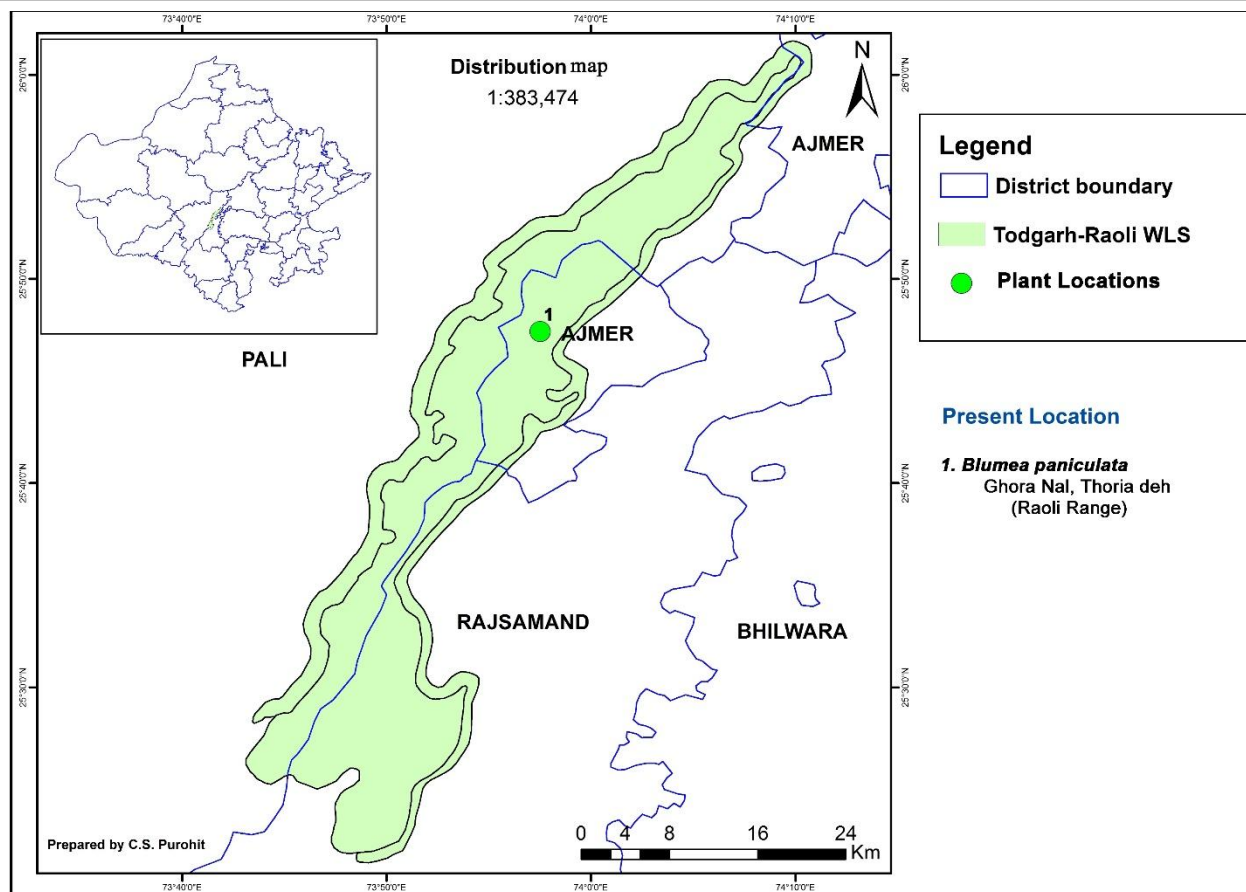 73°40'0"E
73°50'0"E
74°0'0"E
74°10'0"E
Distribution map
1:383,474
N
26°0'0"N
26°0'0"N
AJMER
Legend
District boundary
Todgarh-Raoli WLS
Plant Locations
25°50'0"N
25°50'0"N
1
AJMER
PALI
Present Location
1. Blumea paniculata
Ghora Nal, Thoria deh
(Raoli Range)
25°40'0"N
25°40'0"N
RAJSAMAND
BHILWARA
25°30'0"N
25°30'0"N
Prepared by C.S. Purohit
0 4 8 16 24
Km
73°40'0"E
73°50'0"E
74°0'0"E
74°10'0"E